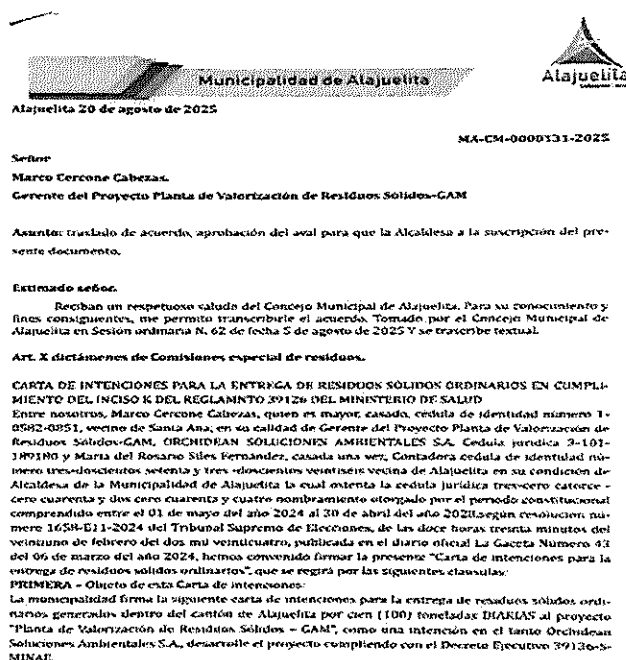 Municipalidad de Alajuelita
Alajuelita
Alajuelita 20 de agosto de 2025
MA-CM-0000331-2025
Señor
Marco Cercone Cabezas.
Gerente del Proyecto Planta de Valorización de Residuos Sólidos-GAM
Asunto: traslado de acuerdo, aprobación del aval para que la Alcaldesa a la suscripción del pre-
sente documento.
Estimado señor.
Reciban un respetuoso saludo del Concejo Municipal de Alajuelita. Para su conocimiento y
fines consiguientes, me permito transcribirle el acuerdo. Tomado por el Concejo Municipal de
Alajuelita en Sesión ordinaria N. 62 de fecha 5 de agosto de 2025 Y se trascribe textual.
Art. X dictámenes de Comisiones especial de residuos.
CARTA DE INTENCIONES PARA LA ENTREGA DE RESIDUOS SOLIDOS ORDINARIOS EN CUMPLI-
MIENTO DEL INCISO K DEL REGLAMNTO 39126 DEL MINISTERIO DE SALUD
Entre nosotros, Marco Cercone Cabezas, quien es mayor, casado, cédula de identidad número 1-
0582-0851, vecino de Santa Ana, en su calidad de Gerente del Proyecto Planta de Valorización de
Residuos Sólidos-GAM, ORCHIDEAN SOLUCIONES AMBIENTALES S.A. Cedula jurídica 3-101-
189180 y Maria del Rosario Siles Fernández, casada una vez, Contadora cedula de identidad nú-
mero tres-doscientos setenta y tres -doscientos veintiséis vecina de Alajuelita en su condición de
Alcaldesa de la Municipalidad de Alajuelita la cual ostenta la cedula jurídica tres-cero catorce -
cero cuarenta y dos cero cuarenta y cuatro nombramiento otorgado por el periodo constitucional
comprendido entre el 01 de mayo del año 2024 al 30 de abril del año 2028,según resolución nú-
mero 1658-E11-2024 del Tribunal Supremo de Elecciones, de las doce horas treinta minutos del
veintiuno de febrero del dos mil veinticuatro, publicada en el diario oficial La Gaceta Número 43
del 06 de marzo del año 2024, hemos convenido firmar la presente "Carta de intenciones para la
entrega de residuos solidos ordinarios", que se regirá por las siguientes clausulas:
PRIMERA – Objeto de esta Carta de intenciones:
La municipalidad firma la siguiente carta de intenciones para la entrega de residuos sólidos ordi-
narios generados dentro del cantón de Alajuelita por cien (100) toneladas DIARIAS al proyecto
"Planta de Valorización de Residuos Sólidos – GAM", como una intención en el tanto Orchidean
Soluciones Ambientales S.A., desarrolle el proyecto cumpliendo con el Decreto Ejecutivo 39126-S-
MINAE.